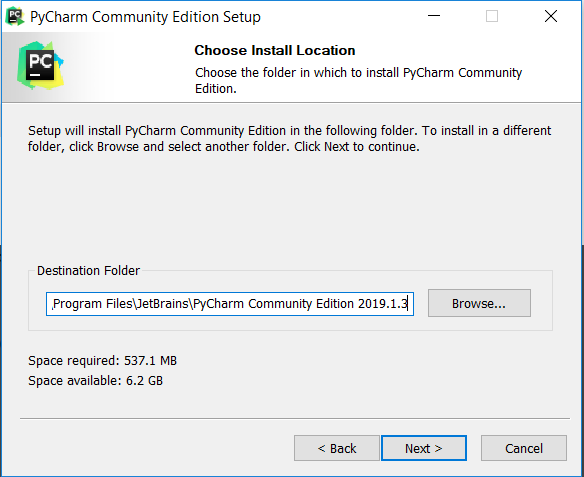 PyCharm Community Edition Setup
PC
Choose Install Location
Choose the folder in which to install PyCharm Community
Edition.
Setup will install PyCharm Community Edition in the following folder. To install in a different
folder, click Browse and select another folder. Click Next to continue.
Destination Folder
Program Files\JetBrains\PyCharm Community Edition 2019.1.3
Browse...
Space required: 537.1 MB
Space available: 6.2 GB
< Back
Next >
Cancel